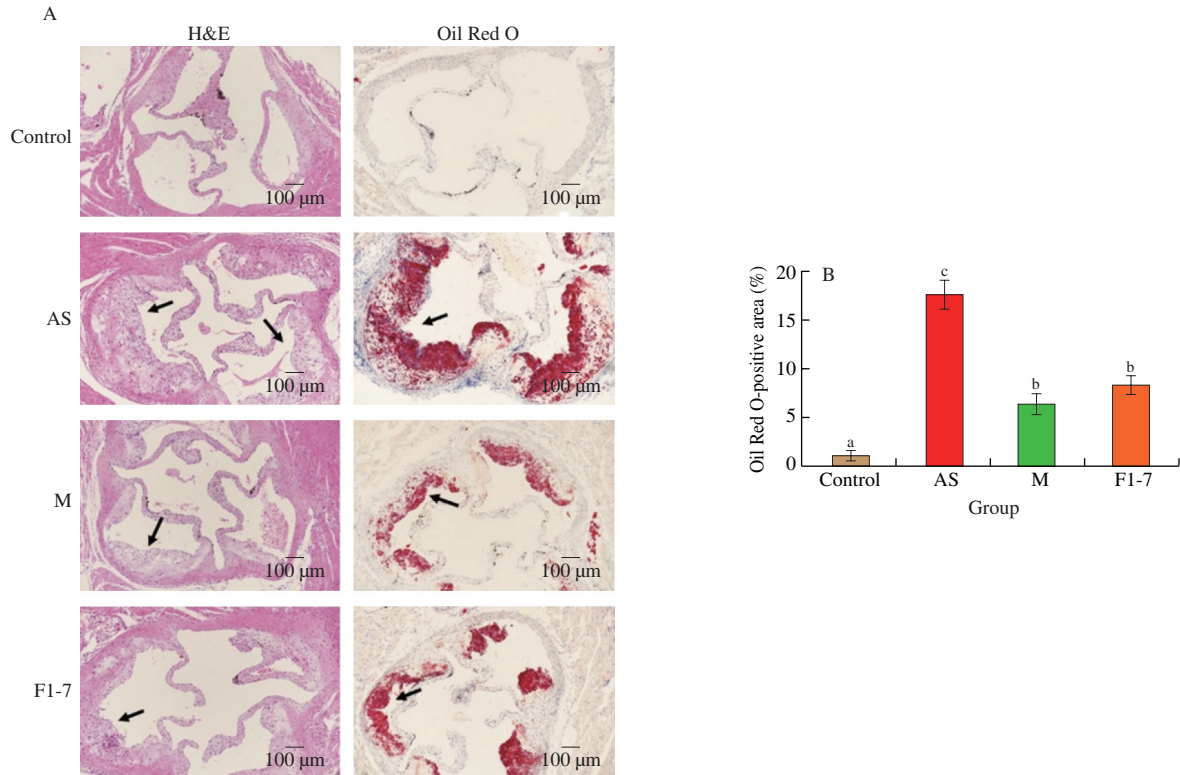 A
H&E
Oil Red O
Control
100 μm
100 μm
AS
100 μm
100 μm
M
100 μm
100 μm
F1-7
100 μm
100 μm
B
Oil Red O-positive area (%)
20
15
10
5
0
a
c
b
b
Control
AS
M
F1-7
Group